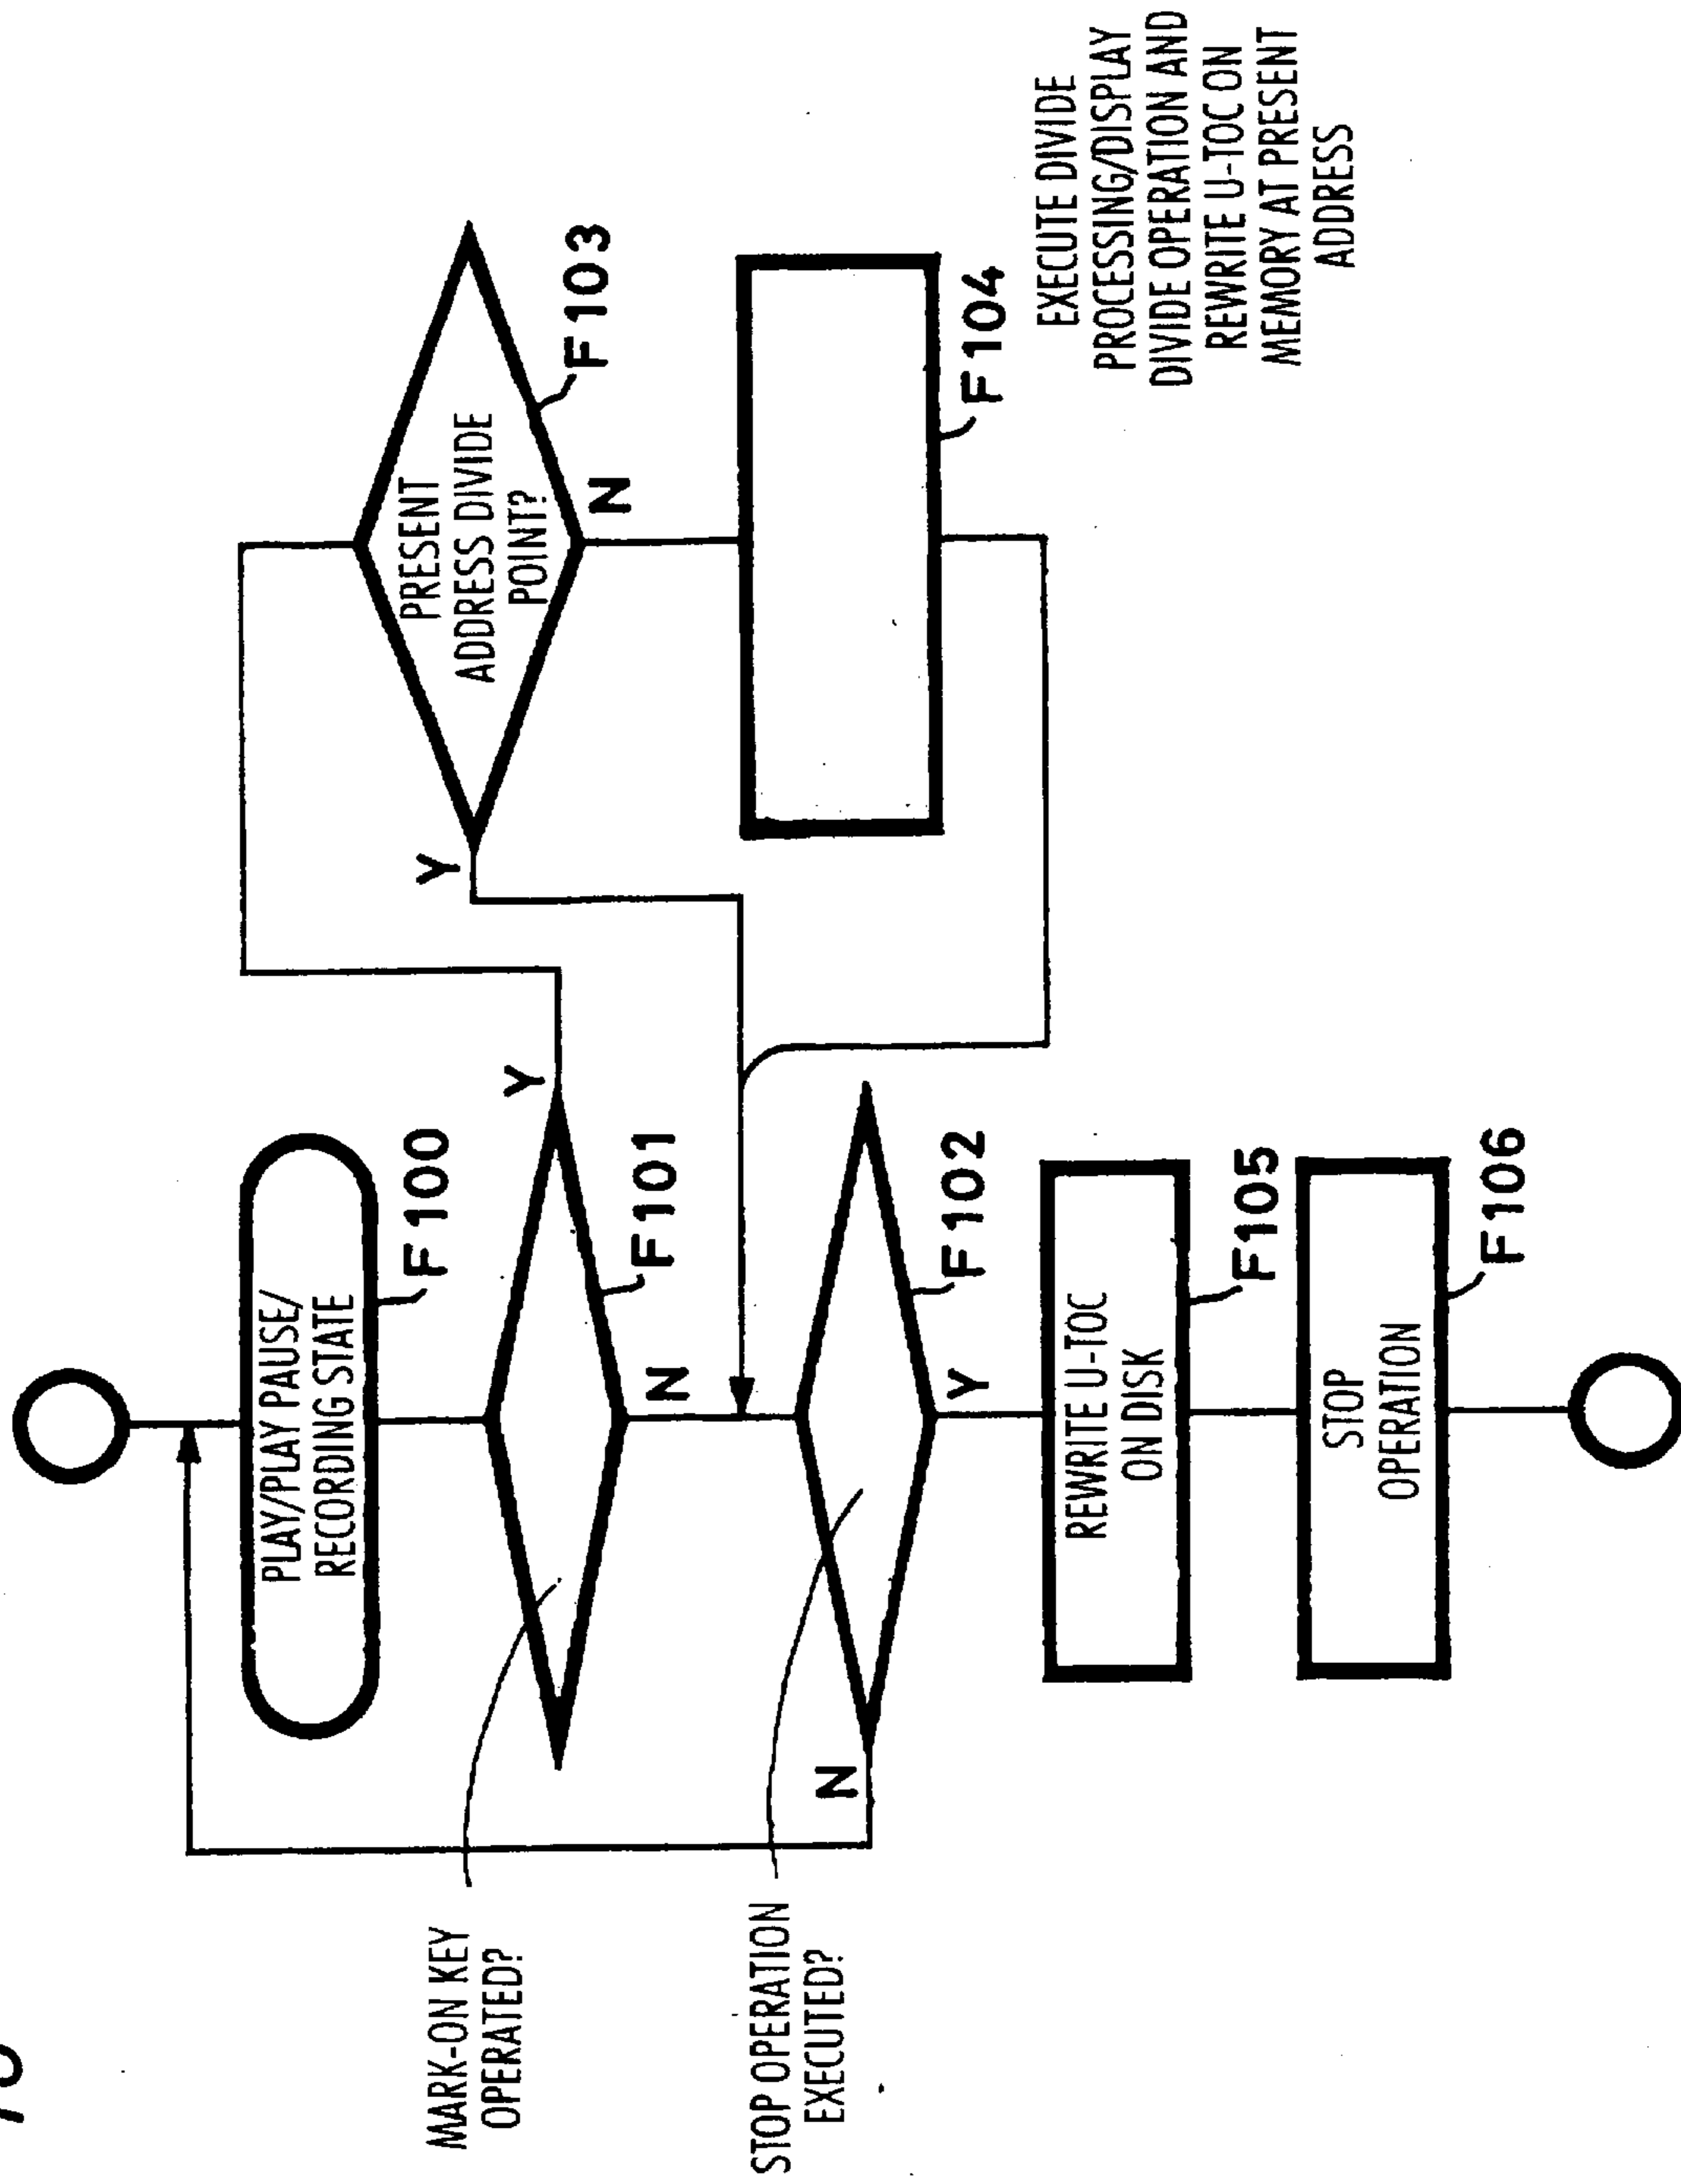 PLAY/PLAY PAUSE/
RECORDING STATE
F100
MARK-ON KEY
OPERATED?
Y
F101
N
PRESENT
ADDRESS DIVIDE
POINT?
Y
F103
N
F104
EXECUTE DIVIDE
PROCESSING/DISPLAY
DIVIDE OPERATION AND
REWRITE U-TOC ON
MEMORY AT PRESENT
ADDRESS
STOP OPERATION
EXECUTED?
N
F102
Y
REWRITE U-TOC
ON DISK
F105
STOP
OPERATION
F106